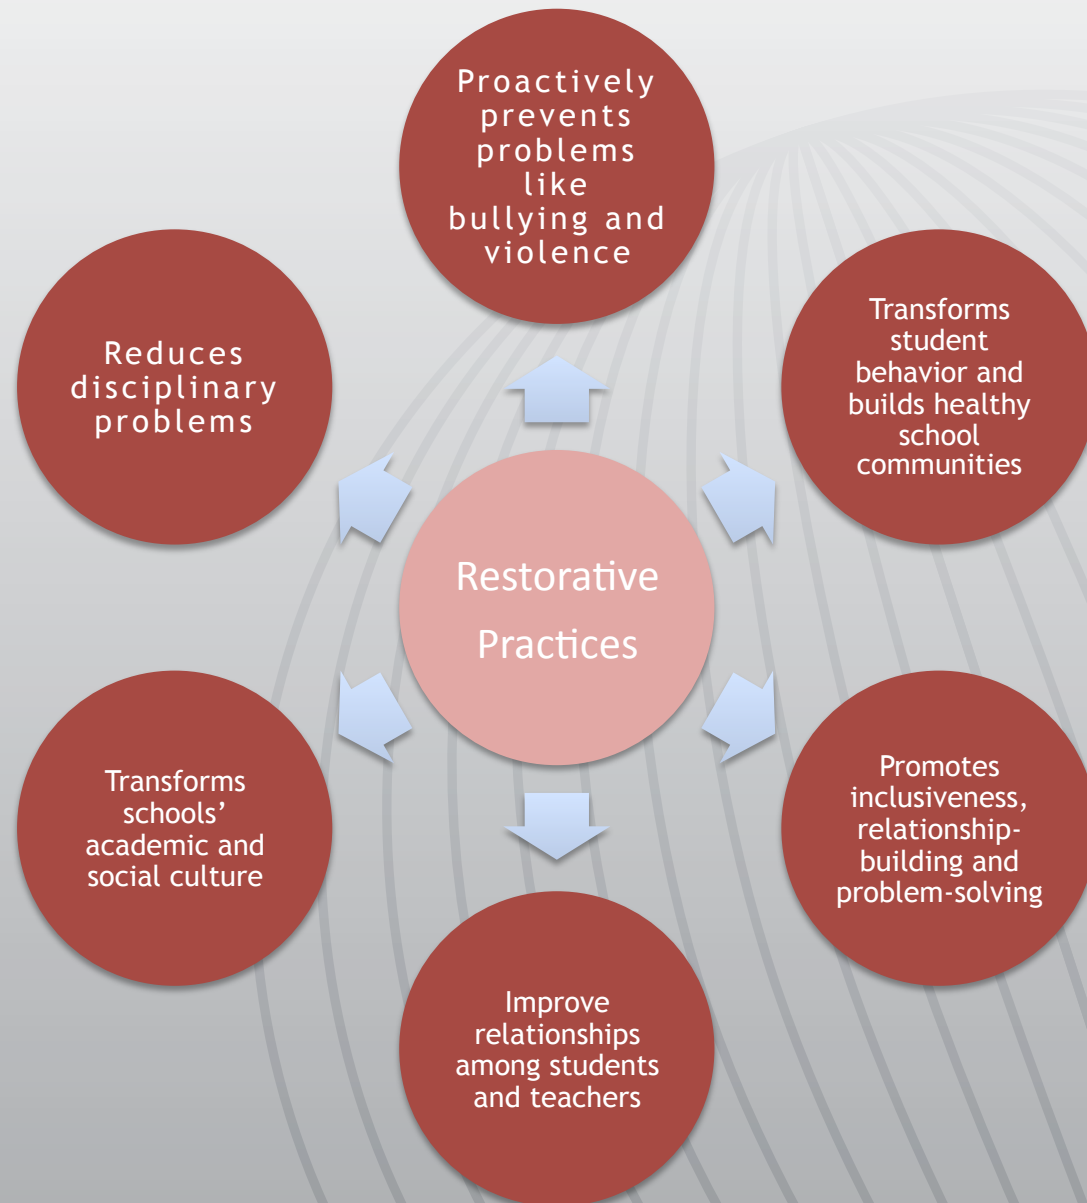 Proactively
prevents
problems
like
bullying and
violence
Transforms
student
behavior and
builds healthy
school
communities
Promotes
inclusiveness,
relationship-
building and
problem-solving
Improve
relationships
among students
and teachers
Transforms
schools’
academic and
social culture
Reduces
disciplinary
problems
Restorative
Practices